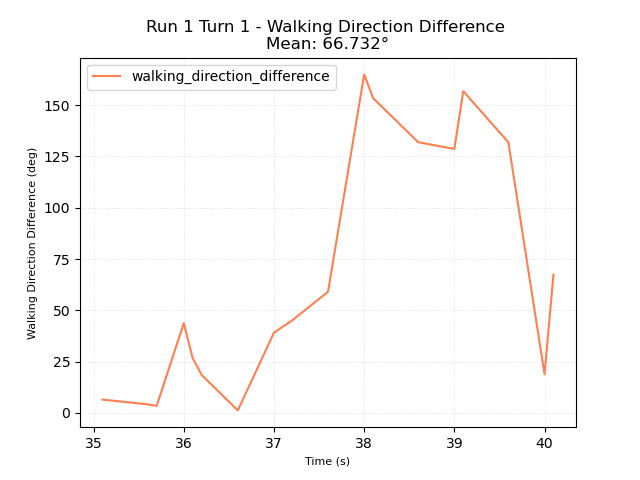 Run 1 Turn 1 - Walking Direction Difference
Mean: 66.732°
walking_direction_difference
Walking Direction Difference (deg)
150
125
100
75
50
25
0
35
36
37
38
39
40
Time (s)